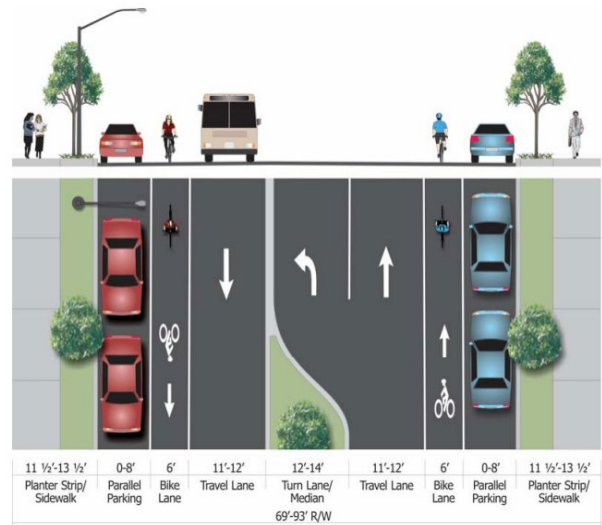 11 ½'-13 ½' 0-8' 6' 11'-12' 12'-14' 11'-12' 6' 0-8' 11 ½'-13 ½'
Planter Strip/ Parallel Bike Travel Lane Turn Lane/ Travel Lane Bike Parallel Planter Strip/
Sidewalk Parking Lane Median Lane Parking Sidewalk
69'-93' R/W